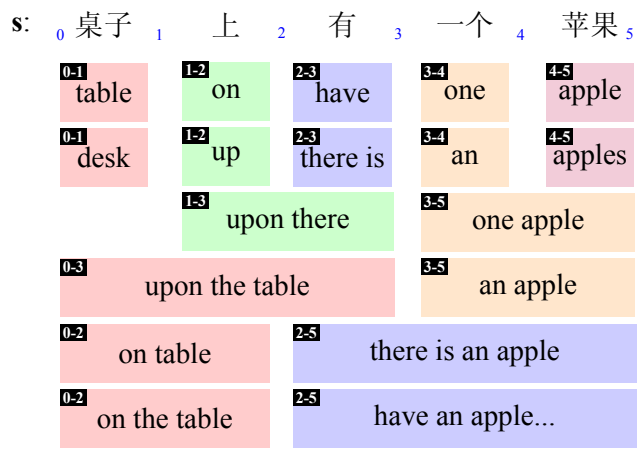 s: 0 桌子 1 上 2 有 3 一个 4 苹果 5
0-1 table 1-2 on 2-3 have 3-4 one 4-5 apple
0-1 desk 1-2 up 2-3 there is 3-4 an 4-5 apples
1-3 upon there 3-5 one apple
0-3 upon the table 3-5 an apple
0-2 on table 2-5 there is an apple
0-2 on the table 2-5 have an apple...